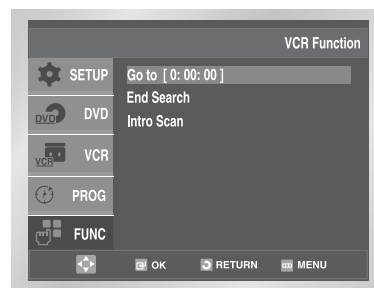 VCR Function
SETUP
DVD DVD
VCR VCR
PROG
FUNC
Go to [ 0: 00: 00 ]
End Search
Intro Scan
OK RETURN MENU